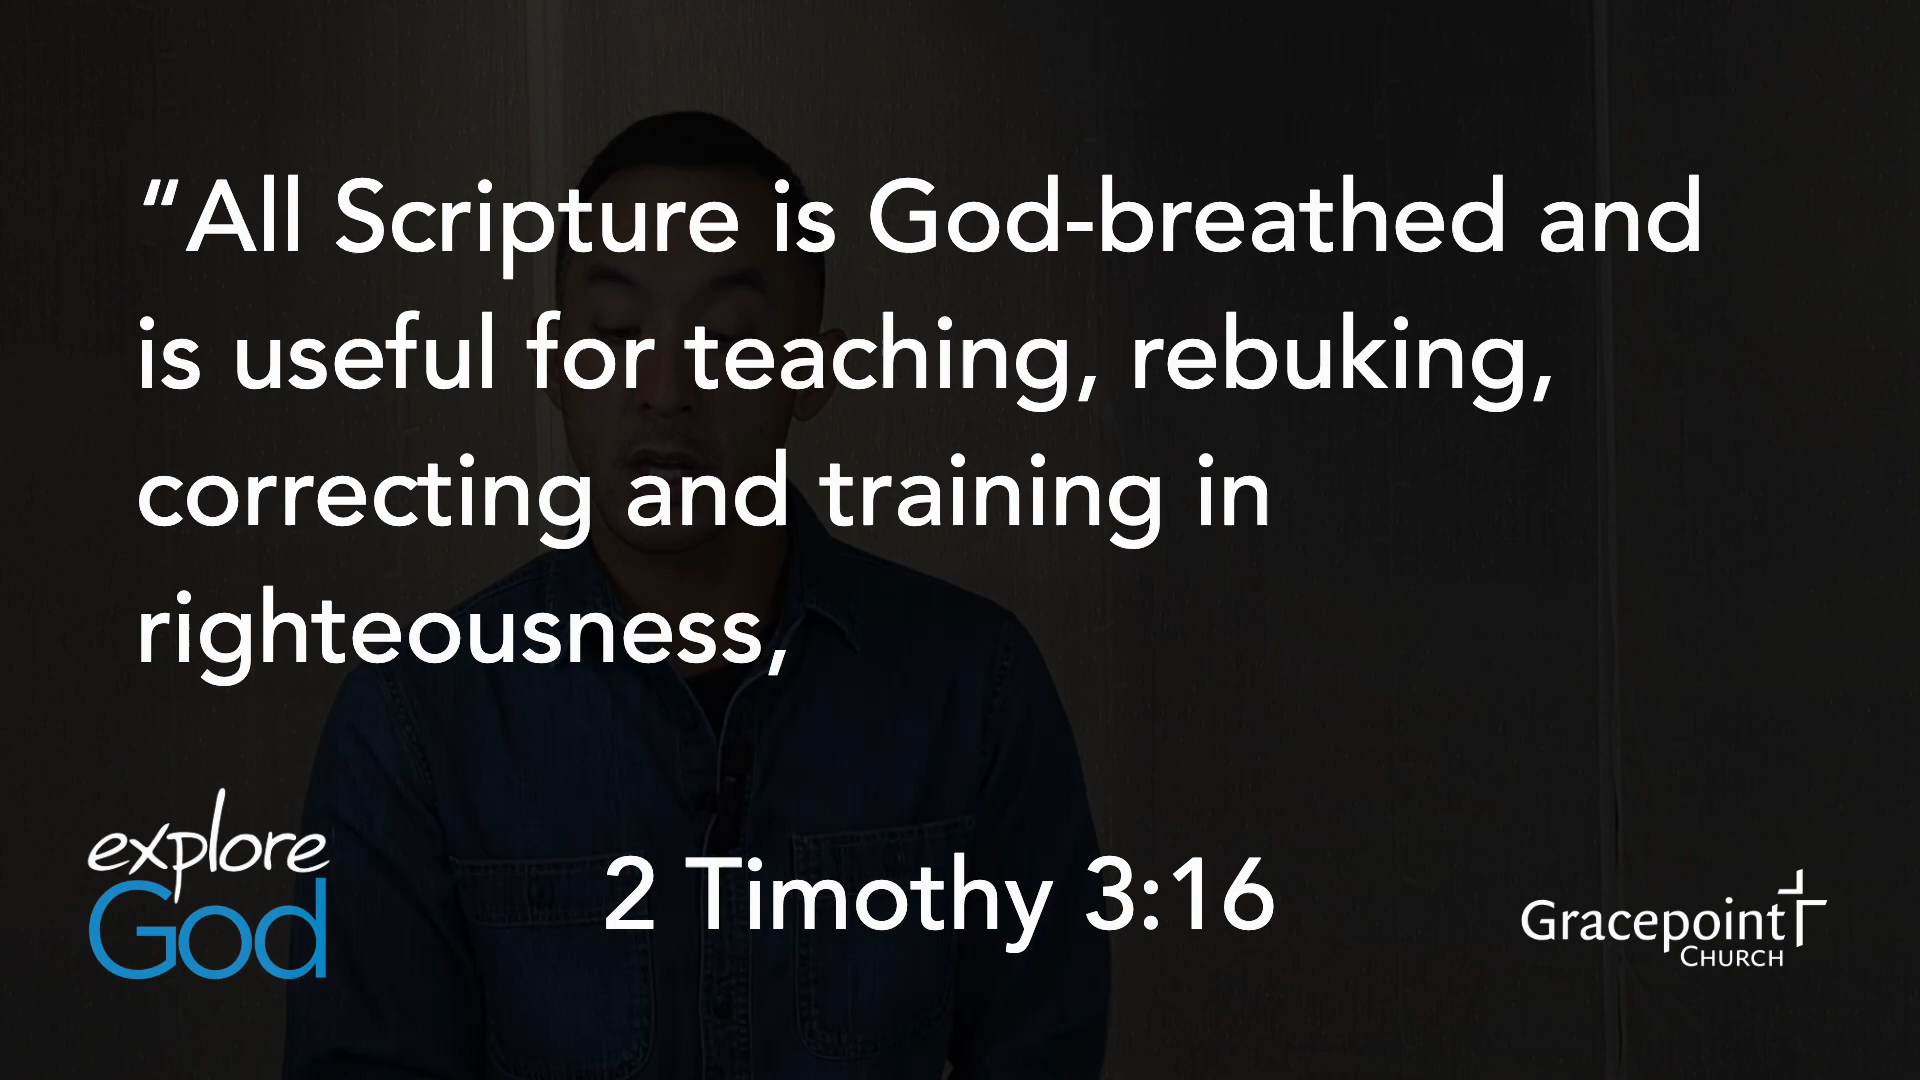 “All Scripture is God-breathed and
is useful for teaching, rebuking,
correcting and training in
righteousness,
explore
God
2 Timothy 3:16
Gracepoint
CHURCH